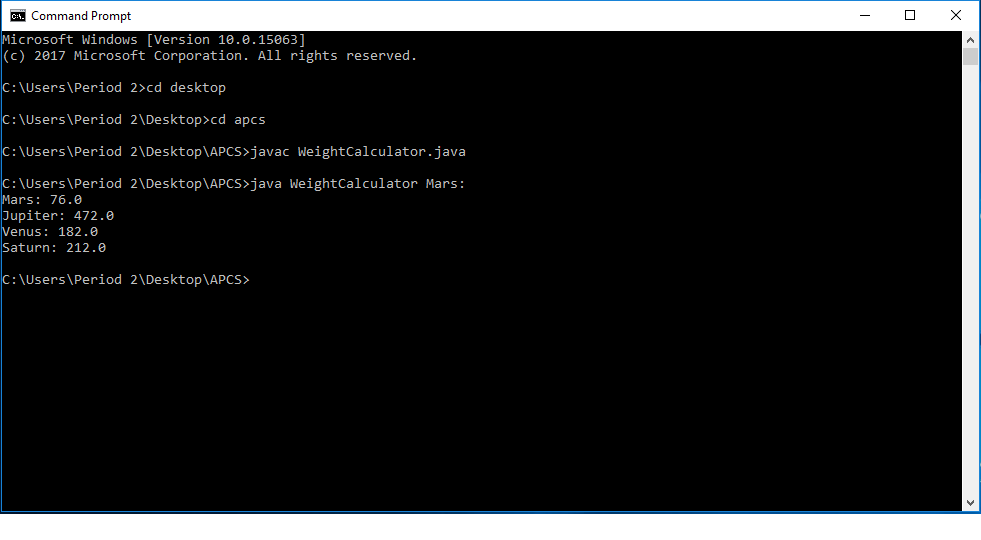 Command Prompt
Microsoft Windows [Version 10.0.15063]
(c) 2017 Microsoft Corporation. All rights reserved.
C:\Users\Period 2>cd desktop
C:\Users\Period 2\Desktop>cd apcs
C:\Users\Period 2\Desktop\APCS>javac WeightCalculator.java
C:\Users\Period 2\Desktop\APCS>java WeightCalculator Mars:
Mars: 76.0
Jupiter: 472.0
Venus: 182.0
Saturn: 212.0
C:\Users\Period 2\Desktop\APCS>